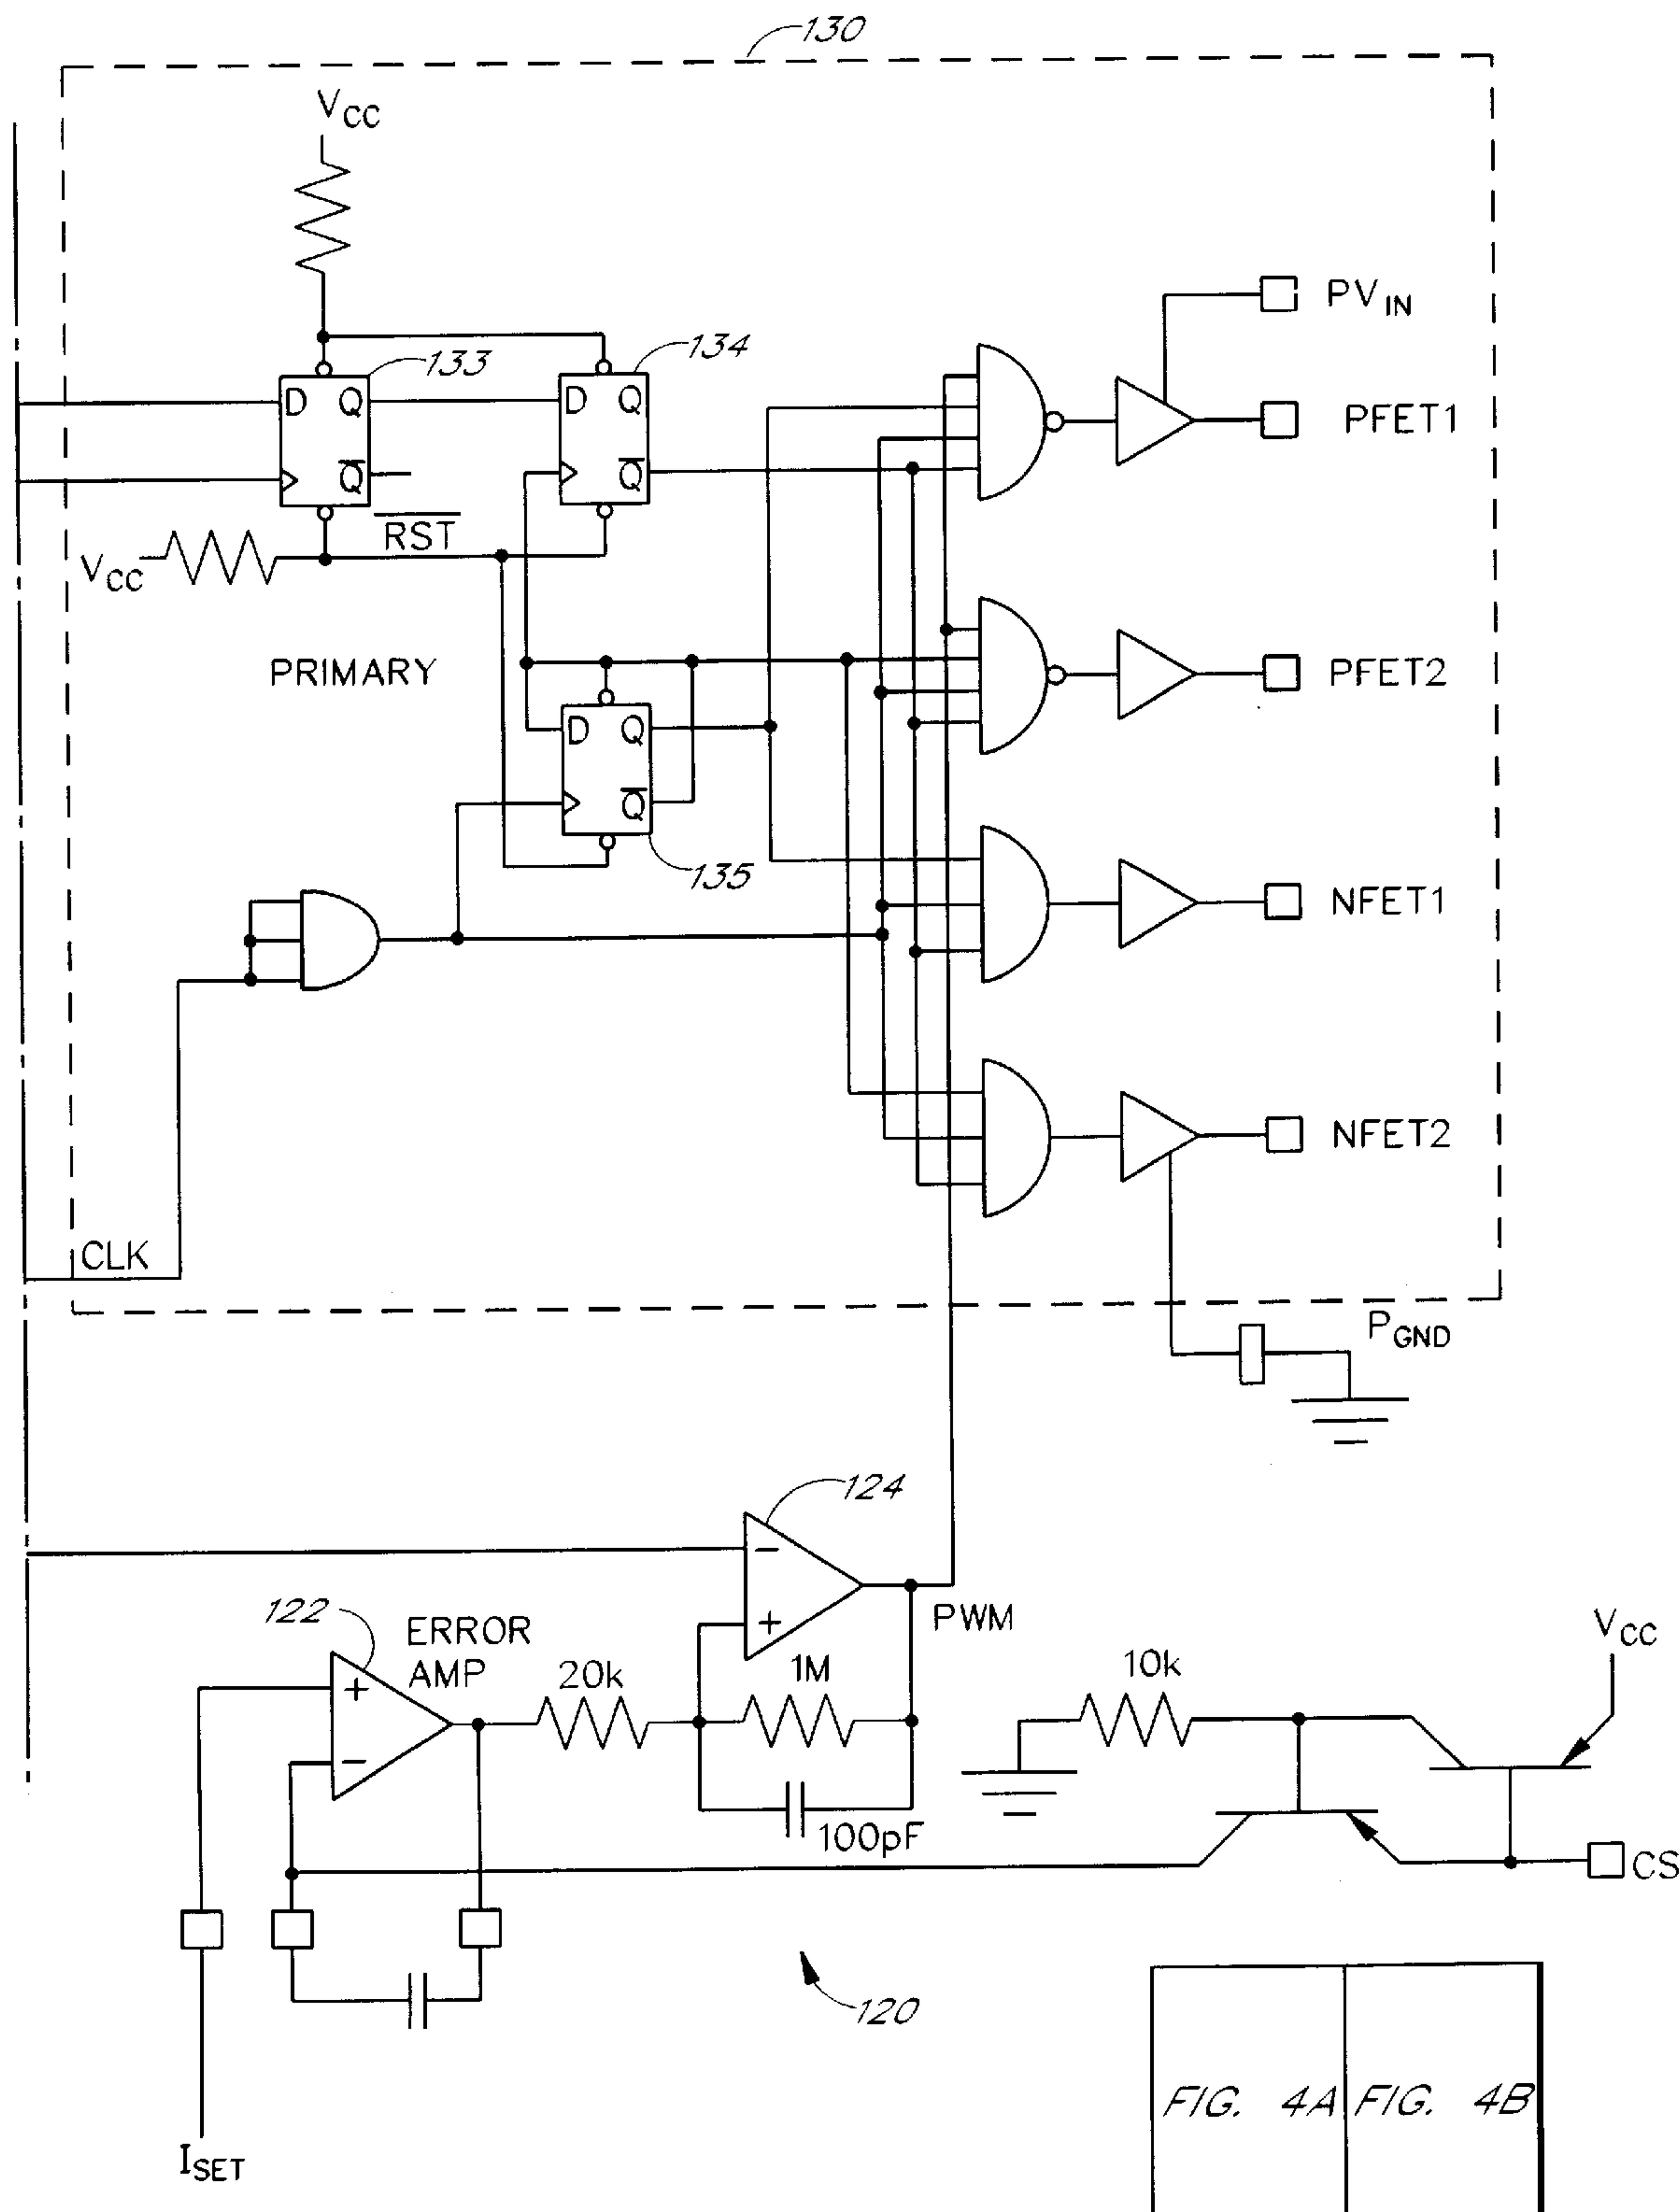 130
VCC
PVIN
133
134
D Q
D Q
PFET1
Q̅
Q̅
R̅S̅T̅
VCC
PRIMARY
PFET2
D Q
Q̅
135
NFET1
NFET2
CLK
PGND
124
−
+
PWM
122
ERROR
AMP
+
−
20k
1M
100pF
10k
VCC
CS
120
FIG. 4A FIG. 4B
ISET